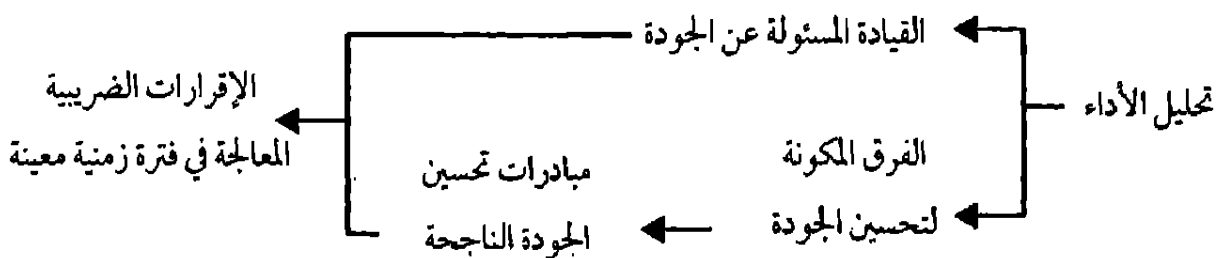 تحليل الأداء
القيادة المسئولة عن الجودة
الفرق المكونة
لتحسين الجودة
مبادرات تحسين
الجودة الناجحة
الإقرارات الضريبية
المعالجة في فترة زمنية معينة